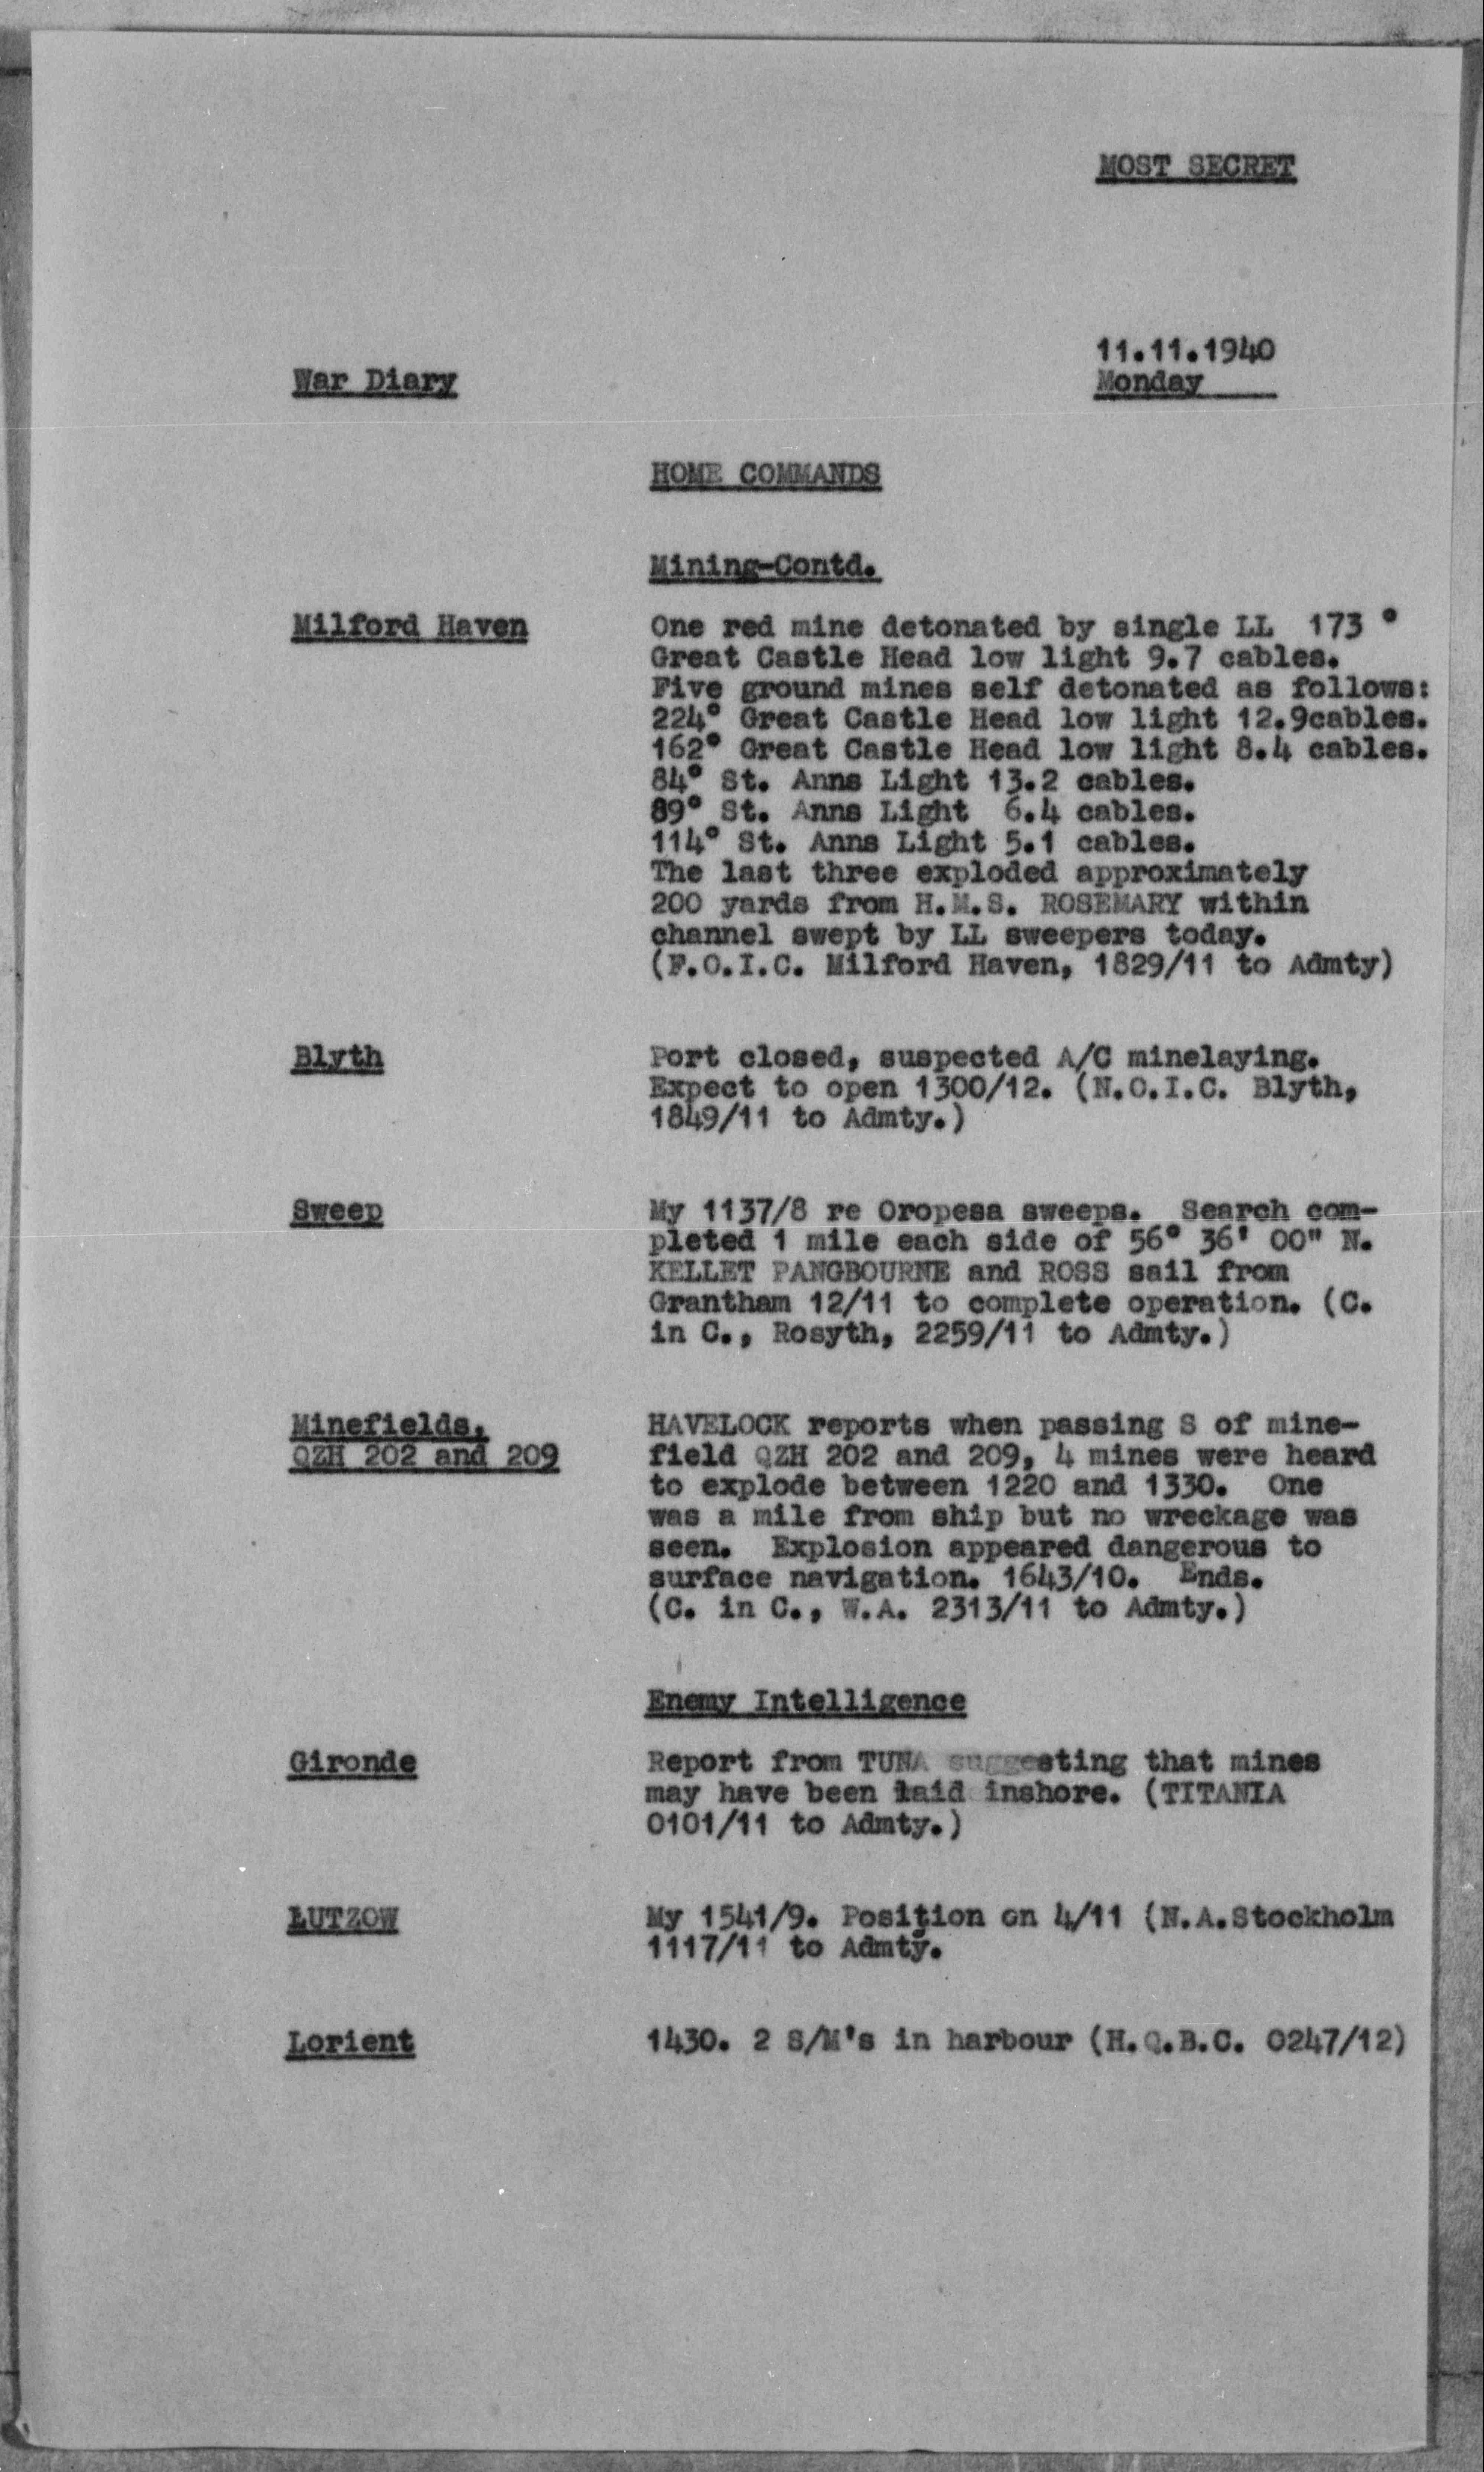 MOST SECRET
11.11.1940
War Diary
Monday
HOME COMMANDS
Mining-Contd.
Milford Haven
One red mine detonated by single LL 173 °
Great Castle Head low light 9.7 cables.
Five ground mines self detonated as follows:
224° Great Castle Head low light 12.9cables.
162° Great Castle Head low light 8.4 cables.
84° St. Anns Light 13.2 cables.
89° St. Anns Light 6.4 cables.
114° St. Anns Light 5.1 cables.
The last three exploded approximately
200 yards from H.M.S. ROSEMARY within
channel swept by LL sweepers today.
(F.O.I.C. Milford Haven, 1829/11 to Admty)
Blyth
Port closed, suspected A/C minelaying.
Expect to open 1300/12. (N.O.I.C. Blyth,
1849/11 to Admty.)
Sweep
My 1137/8 re Oropesa sweeps. Search com-
pleted 1 mile each side of 56° 36' 00" N.
KELLET PANGBOURNE and ROSS sail from
Grantham 12/11 to complete operation. (C.
in C., Rosyth, 2259/11 to Admty.)
Minefields,
QZH 202 and 209
HAVELOCK reports when passing S of mine-
field QZH 202 and 209, 4 mines were heard
to explode between 1220 and 1330. One
was a mile from ship but no wreckage was
seen. Explosion appeared dangerous to
surface navigation. 1643/10. Ends.
(C. in C., W.A. 2313/11 to Admty.)
Enemy Intelligence
Gironde
Report from TUNA suggesting that mines
may have been laid inshore. (TITANIA
0101/11 to Admty.)
LUTZOW
My 1541/9. Position on 4/11 (N.A.Stockholm
1117/11 to Admty.
Lorient
1430. 2 S/M's in harbour (H.Q.B.C. 0247/12)